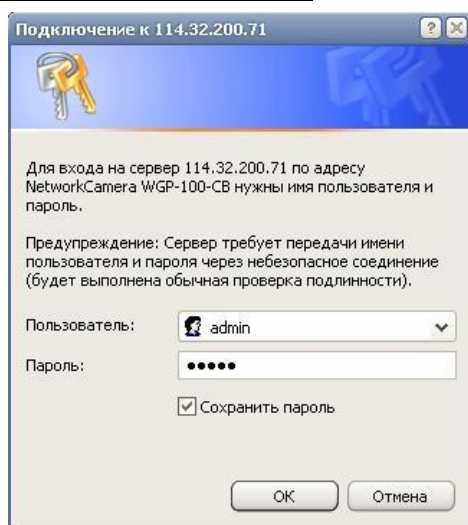 Подключение к 114.32.200.71
Для входа на сервер 114.32.200.71 по адресу
NetworkCamera WGP-100-CB нужны имя пользователя и
пароль.
Предупреждение: Сервер требует передачи имени
пользователя и пароля через небезопасное соединение
(будет выполнена обычная проверка подлинности).
Пользователь:
admin
Пароль:
•••••
Сохранить пароль
OK
Отмена